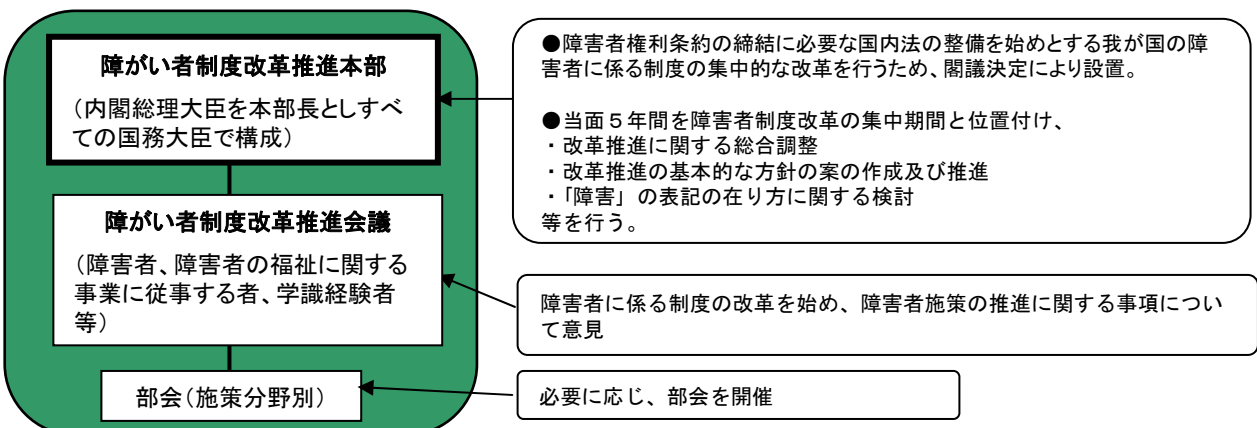 障がい者制度改革推進本部
(内閣総理大臣を本部長としすべ
ての国務大臣で構成)
●障害者権利条約の締結に必要な国内法の整備を始めとする我が国の障
害者に係る制度の集中的な改革を行うため、閣議決定により設置。
●当面5年間を障害者制度改革の集中期間と位置付け、
・改革推進に関する総合調整
・改革推進の基本的な方針の案の作成及び推進
・「障害」の表記の在り方に関する検討
等を行う。
障がい者制度改革推進会議
(障害者、障害者の福祉に関する
事業に従事する者、学識経験者
等)
障害者に係る制度の改革を始め、障害者施策の推進に関する事項につい
て意見
部会(施策分野別)
必要に応じ、部会を開催